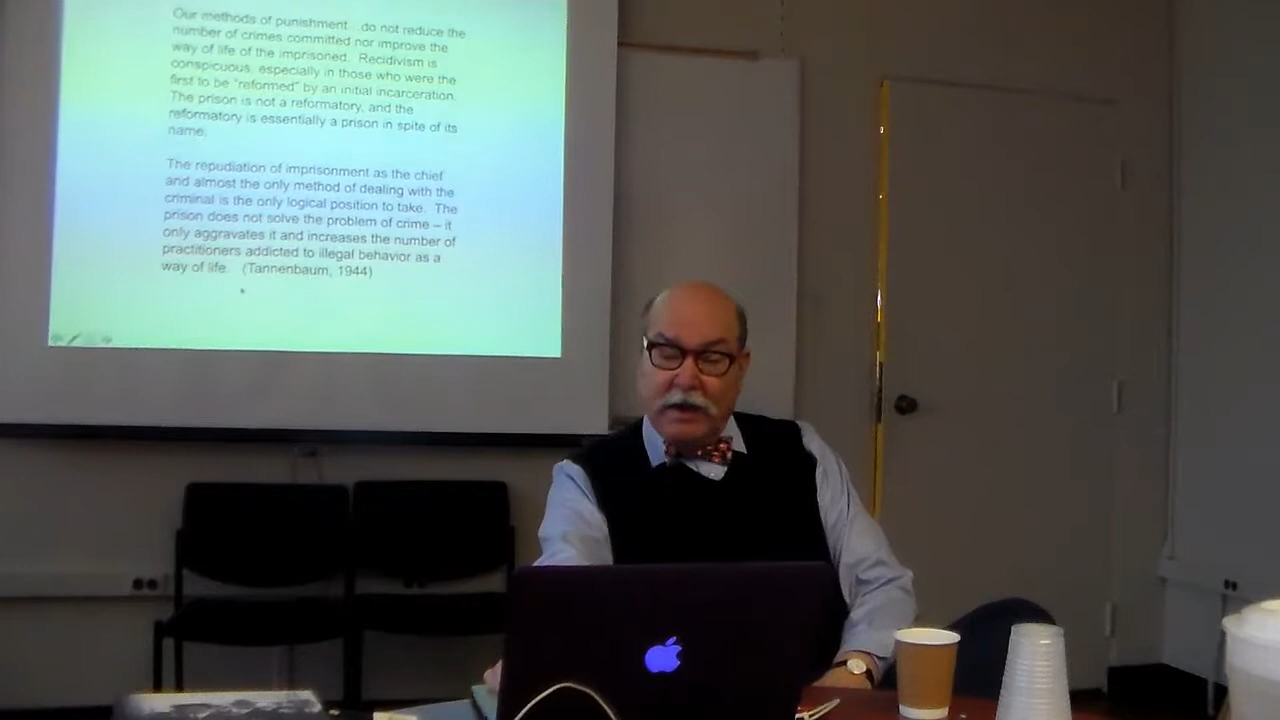 Our methods of punishment...do not reduce the
number of crimes committed nor improve the
way of life of the imprisoned. Recidivism is
conspicuous, especially in those who were the
first to be "reformed" by an initial incarceration.
The prison is not a reformatory, and the
reformatory is essentially a prison in spite of its
name.
The repudiation of imprisonment as the chief
and almost the only method of dealing with the
criminal is the only logical position to take. The
prison does not solve the problem of crime – it
only aggravates it and increases the number of
practitioners addicted to illegal behavior as a
way of life. (Tannenbaum, 1944)